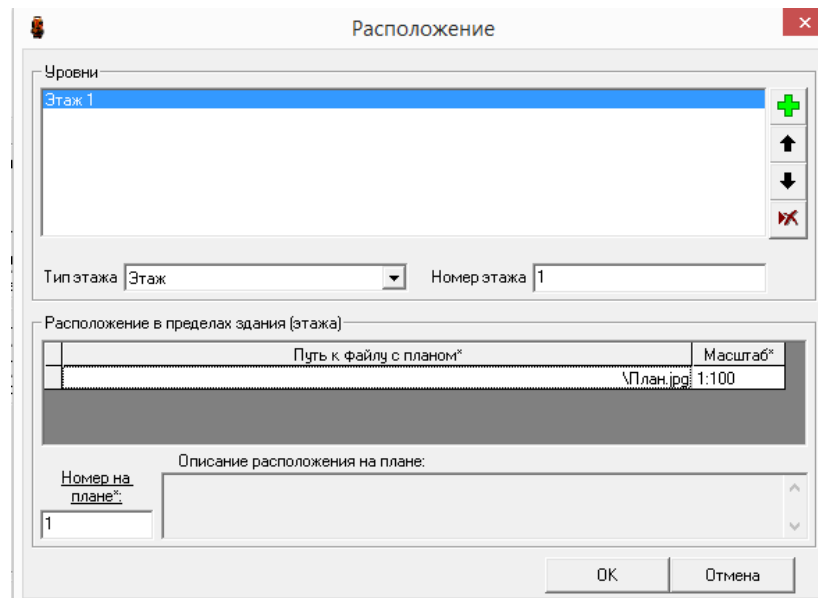 Расположение
Уровни
Этаж 1
Тип этажа Этаж Номер этажа 1
Расположение в пределах здания (этажа)
Путь к файлу с планом* Масштаб*
\План.jpg 1:100
Описание расположения на плане:
Номер на
плане*:
1
OK Отмена